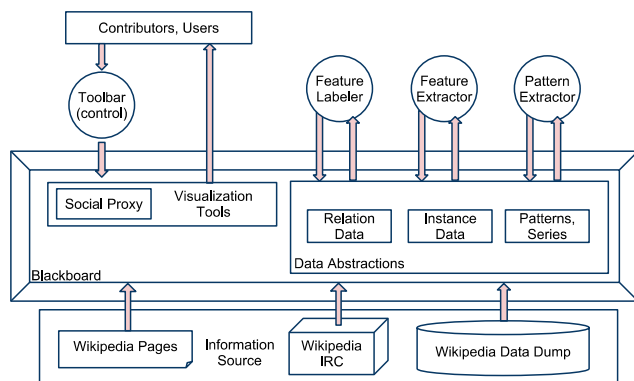 Contributors, Users
Toolbar
(control)
Feature
Labeler
Feature
Extractor
Pattern
Extractor
Social Proxy
Visualization
Tools
Relation
Data
Instance
Data
Patterns,
Series
Data Abstractions
Blackboard
Wikipedia Pages
Information
Source
Wikipedia
IRC
Wikipedia Data Dump